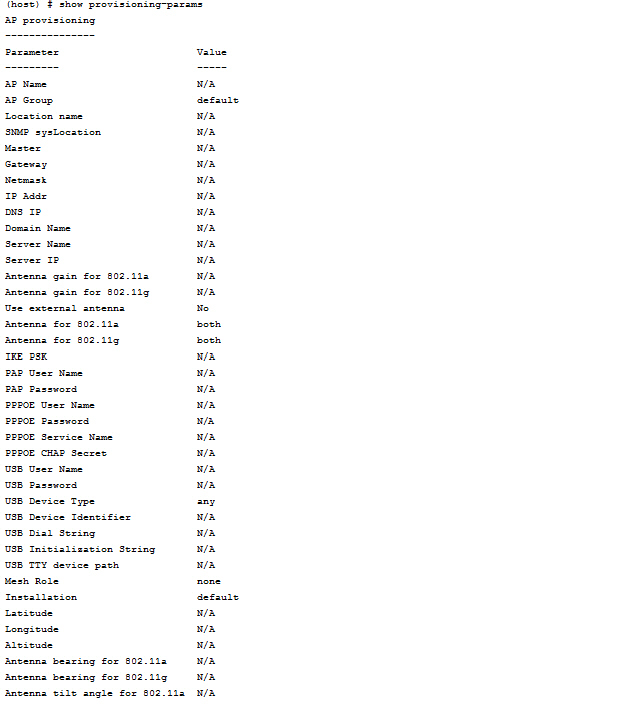 (host) # show provisioning-params
AP provisioning
---------------
Parameter Value
--------- -----
AP Name N/A
AP Group default
Location name N/A
SNMP sysLocation N/A
Master N/A
Gateway N/A
Netmask N/A
IP Addr N/A
DNS IP N/A
Domain Name N/A
Server Name N/A
Server IP N/A
Antenna gain for 802.11a N/A
Antenna gain for 802.11g N/A
Use external antenna No
Antenna for 802.11a both
Antenna for 802.11g both
IKE PSK N/A
PAP User Name N/A
PAP Password N/A
PPPOE User Name N/A
PPPOE Password N/A
PPPOE Service Name N/A
PPPOE CHAP Secret N/A
USB User Name N/A
USB Password N/A
USB Device Type any
USB Device Identifier N/A
USB Dial String N/A
USB Initialization String N/A
USB TTY device path N/A
Mesh Role none
Installation default
Latitude N/A
Longitude N/A
Altitude N/A
Antenna bearing for 802.11a N/A
Antenna bearing for 802.11g N/A
Antenna tilt angle for 802.11a N/A